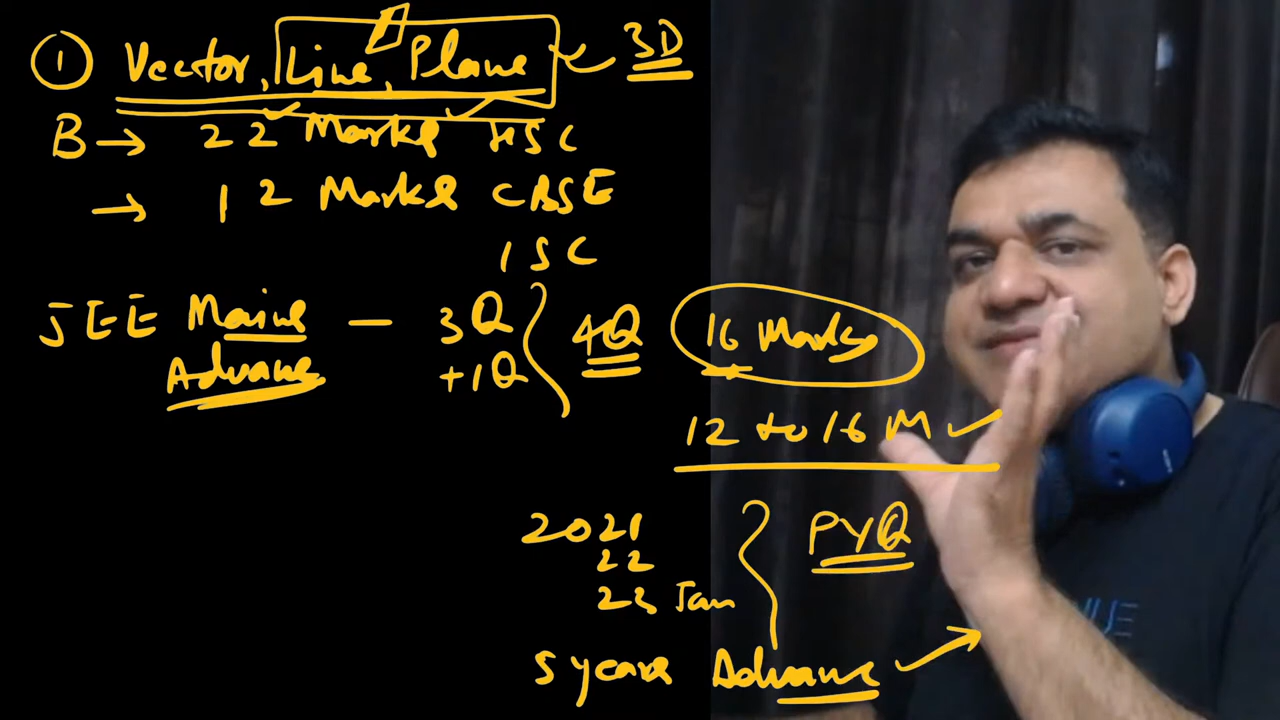 ① Vector, Line, Plane 3D
B → 22 Marks HSC
→ 12 Marks CBSE
ISC
JEE Mains — 3Q 4Q 16 Marks
Advance +1Q
12 to 16 M ✓
2021 PYQ
22
23 Jan
5 years Advance